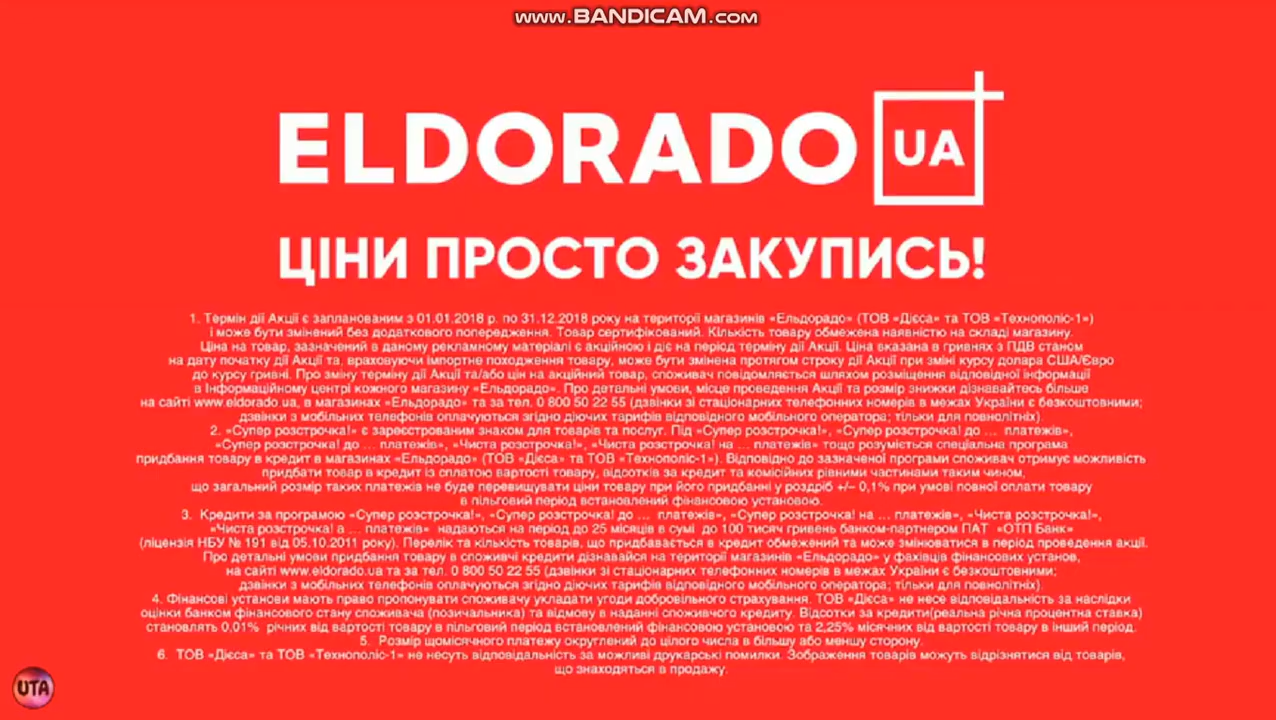 www.BANDICAM.com
ELDORADO UA
ЦІНИ ПРОСТО ЗАКУПИСЬ!
1. Термін дії Акції є запланованим з 01.01.2018 р. по 31.12.2018 року на території магазинів «Ельдорадо» (ТОВ «Дієса» та ТОВ «Технополіс-1»)
і може бути змінений без додаткового попередження. Товар сертифікований. Кількість товару обмежена наявністю на складі магазину.
Ціна на товар, зазначений в даному рекламному матеріалі є акційною і діє на період терміну дії Акції. Ціна вказана в гривнях з ПДВ станом
на дату початку дії Акції та, враховуючи імпортне походження товару, може бути змінена протягом строку дії Акції при зміні курсу долара США/Євро
до курсу гривні. Про зміну терміну дії Акції та/або цін на акційний товар, споживач повідомляється шляхом розміщення відповідної інформації
в Інформаційному центрі кожного магазину «Ельдорадо». Про детальні умови, місце проведення Акції та розмір знижки дізнавайтесь більше
на сайті www.eldorado.ua, в магазинах «Ельдорадо» та за тел. 0 800 50 22 55 (дзвінки зі стаціонарних телефонних номерів в межах України є безкоштовними;
дзвінки з мобільних телефонів оплачуються згідно діючих тарифів відповідного мобільного оператора; тільки для повнолітніх).
2. «Супер розстрочка!» є зареєстрованим знаком для товарів та послуг. Під «Супер розстрочка!», «Супер розстрочка! до ... платежів»,
«Супер розстрочка! до ... платежів», «Чиста розстрочка!», «Чиста розстрочка! на ... платежів» тощо розуміється спеціальна програма
придбання товару в кредит в магазинах «Ельдорадо» (ТОВ «Дієса» та ТОВ «Технополіс-1»). Відповідно до зазначеної програми споживач отримує можливість
придбати товар в кредит із сплатою вартості товару, відсотків за кредит та комісійних рівними частинами таким чином,
що загальний розмір таких платежів не буде перевищувати ціни товару при його придбанні у роздріб +/– 0,1% при умові повної оплати товару
в пільговий період встановлений фінансовою установою.
3. Кредити за програмою «Супер розстрочка!», «Супер розстрочка! до ... платежів», «Супер розстрочка! на ... платежів», «Чиста розстрочка!»,
«Чиста розстрочка! а ... платежів» надаються на період до 25 місяців в сумі до 100 тисяч гривень банком-партнером ПАТ «ОТП Банк»
(ліцензія НБУ № 191 від 05.10.2011 року). Перелік та кількість товарів, що придбавається в кредит обмежений та може змінюватися в період проведення акції.
Про детальні умови придбання товару в споживчі кредити дізнавайся на території магазинів «Ельдорадо» у фахівців фінансових установ,
на сайті www.eldorado.ua та за тел. 0 800 50 22 55 (дзвінки зі стаціонарних телефонних номерів в межах України є безкоштовними;
дзвінки з мобільних телефонів оплачуються згідно діючих тарифів відповідного мобільного оператора; тільки для повнолітніх)
4. Фінансові установи мають право пропонувати споживачу укладати угоди добровільного страхування. ТОВ «Дієса» не несе відповідальність за наслідки
оцінки банком фінансового стану споживача (позичальника) та відмову в наданні споживчого кредиту. Відсотки за кредити(реальна річна процентна ставка)
становлять 0,01% річних від вартості товару в пільговий період встановлений фінансовою установою та 2,25% місячних від вартості товару в інший період.
5. Розмір щомісячного платежу округлений до цілого числа в більшу або меншу сторону.
6. ТОВ «Дієса» та ТОВ «Технополіс-1» не несуть відповідальність за можливі друкарські помилки. Зображення товарів можуть відрізнятися від товарів,
що знаходяться в продажу.
UTA